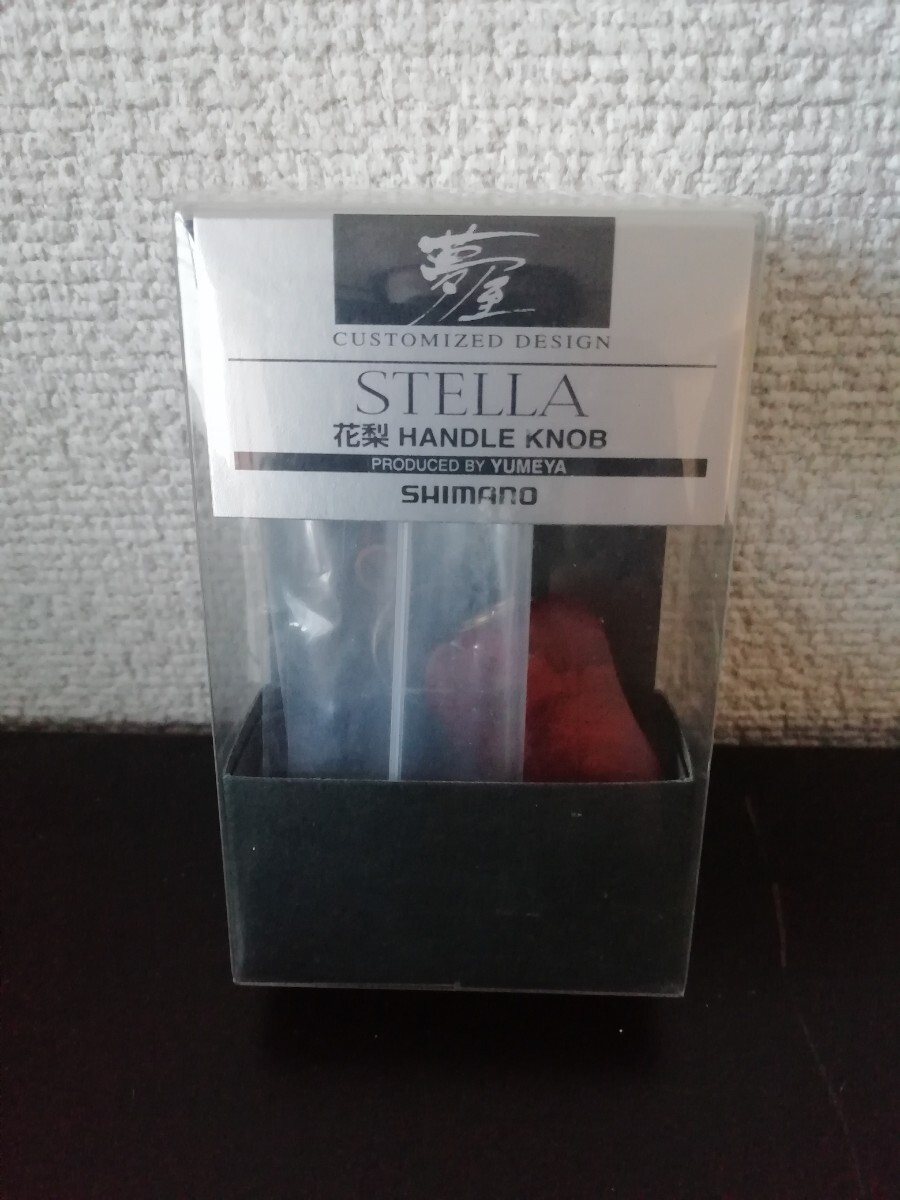 夢屋
CUSTOMIZED DESIGN
STELLA
花梨 HANDLE KNOB
PRODUCED BY YUMEYA
SHIMANO